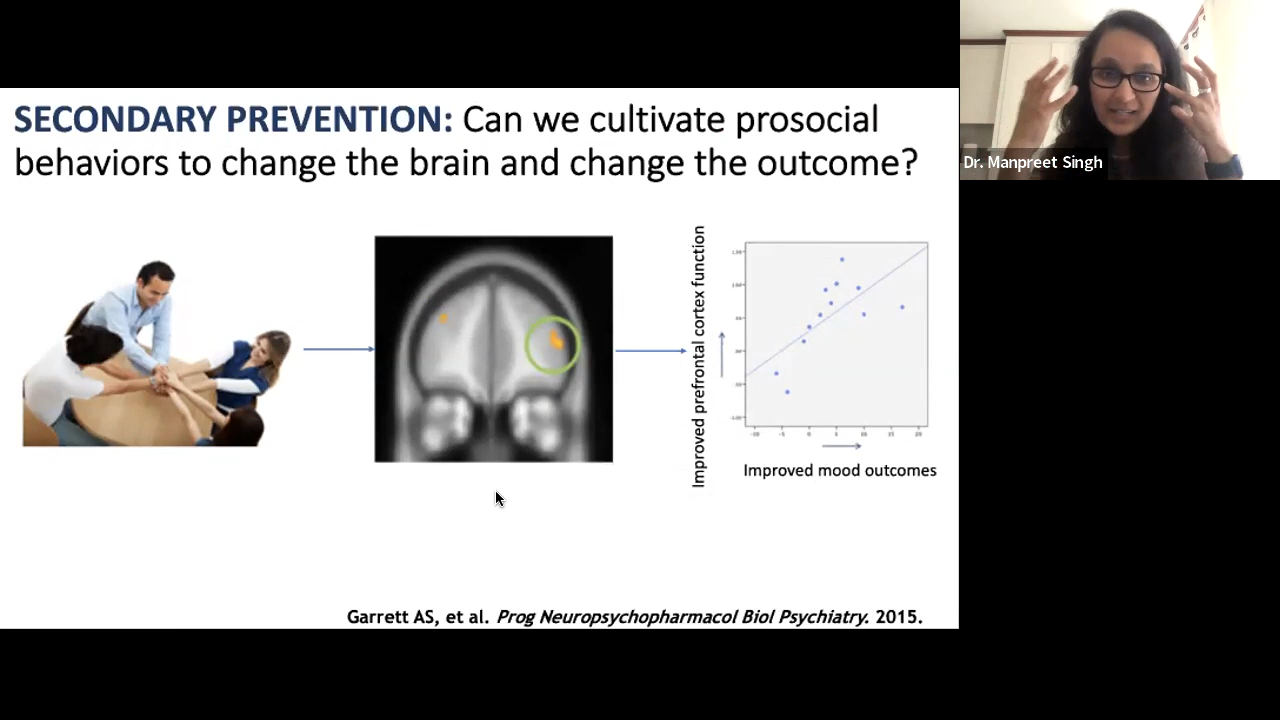 Dr. Manpreet Singh
SECONDARY PREVENTION: Can we cultivate prosocial
behaviors to change the brain and change the outcome?
Improved prefrontal cortex function
Improved mood outcomes
Garrett AS, et al. Prog Neuropsychopharmacol Biol Psychiatry. 2015.